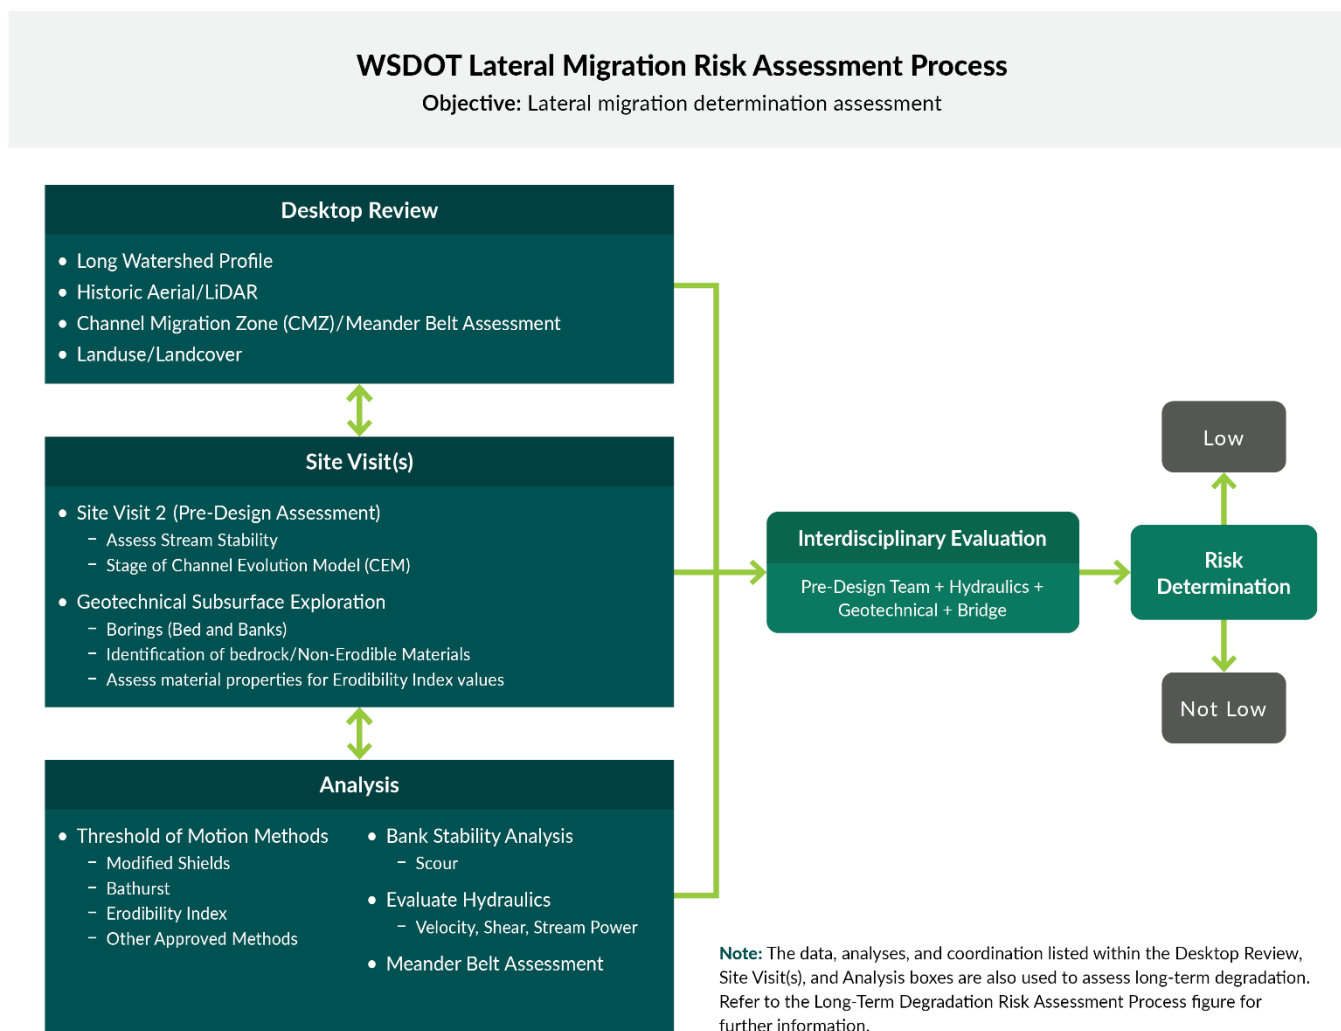 WSDOT Lateral Migration Risk Assessment Process
Objective: Lateral migration determination assessment
Desktop Review
• Long Watershed Profile
• Historic Aerial/LiDAR
• Channel Migration Zone (CMZ)/Meander Belt Assessment
• Landuse/Landcover
Site Visit(s)
• Site Visit 2 (Pre-Design Assessment)
– Assess Stream Stability
– Stage of Channel Evolution Model (CEM)
• Geotechnical Subsurface Exploration
– Borings (Bed and Banks)
– Identification of bedrock/Non-Erodible Materials
– Assess material properties for Erodibility Index values
Analysis
• Threshold of Motion Methods
– Modified Shields
– Bathurst
– Erodibility Index
– Other Approved Methods
• Bank Stability Analysis
– Scour
• Evaluate Hydraulics
– Velocity, Shear, Stream Power
• Meander Belt Assessment
Interdisciplinary Evaluation
Pre-Design Team + Hydraulics +
Geotechnical + Bridge
Risk
Determination
Low
Not Low
Note: The data, analyses, and coordination listed within the Desktop Review,
Site Visit(s), and Analysis boxes are also used to assess long-term degradation.
Refer to the Long-Term Degradation Risk Assessment Process figure for
further information.